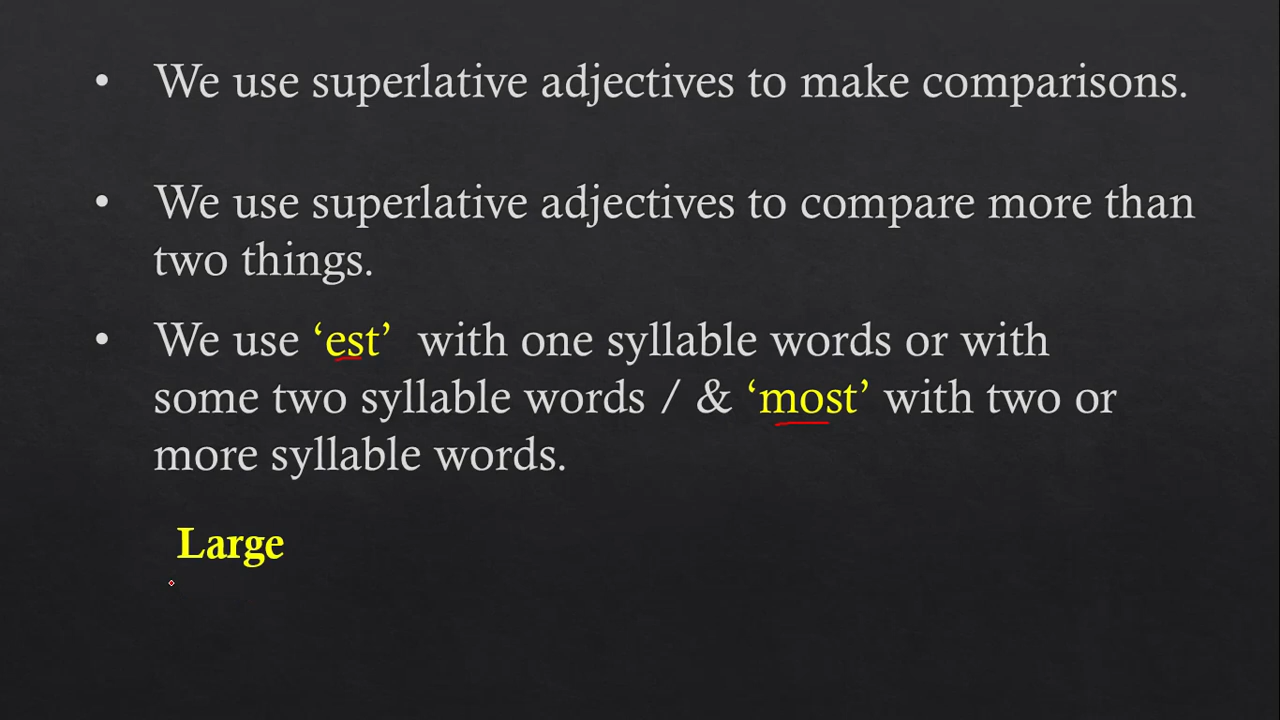 • We use superlative adjectives to make comparisons.
• We use superlative adjectives to compare more than
two things.
• We use ‘est’ with one syllable words or with
some two syllable words / & ‘most’ with two or
more syllable words.
Large